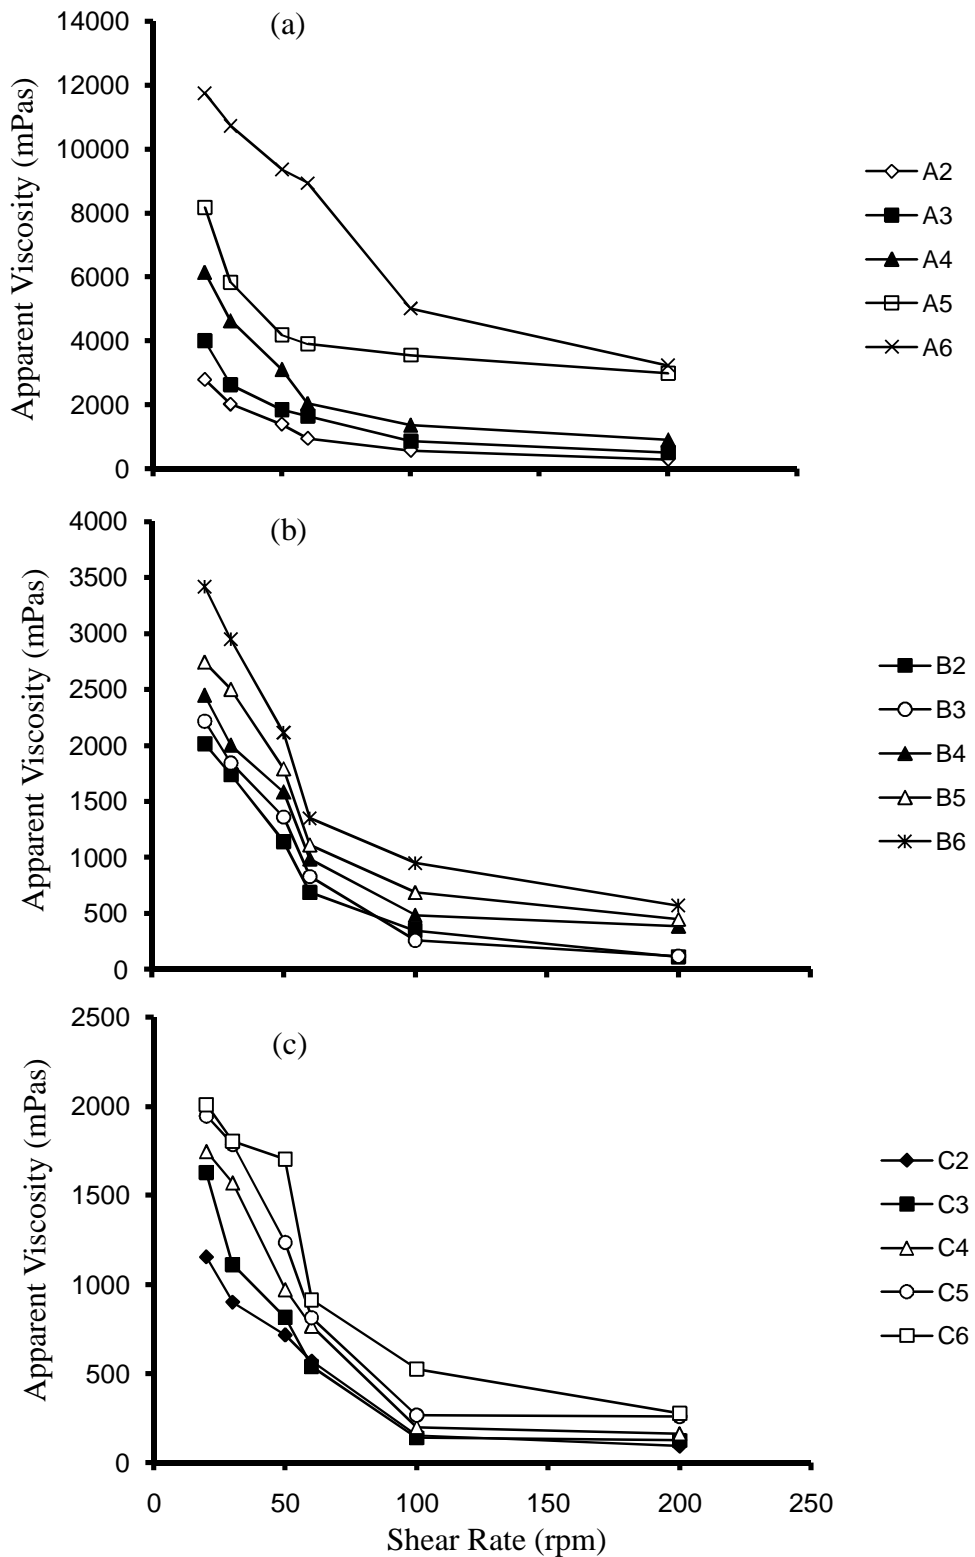 (a)
14000
12000
10000
8000
6000
4000
2000
0
Apparent Viscosity (mPas)
A2
A3
A4
A5
A6
(b)
4000
3500
3000
2500
2000
1500
1000
500
0
Apparent Viscosity (mPas)
B2
B3
B4
B5
B6
(c)
2500
2000
1500
1000
500
0
Apparent Viscosity (mPas)
C2
C3
C4
C5
C6
0 50 100 150 200 250
Shear Rate (rpm)